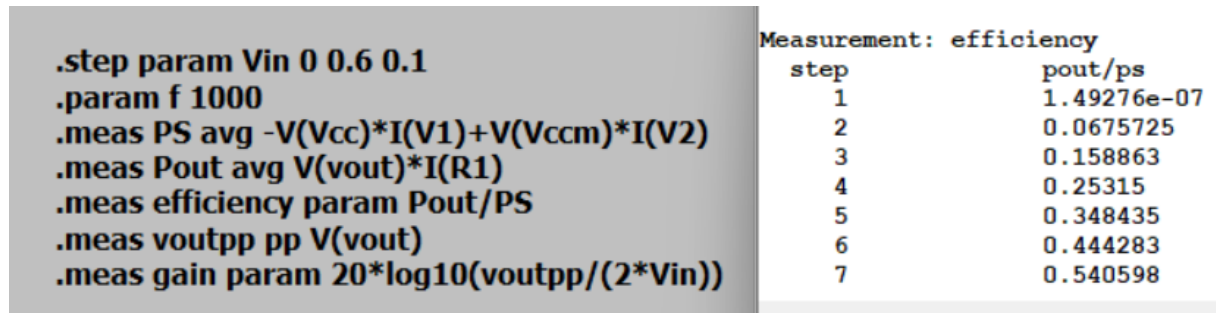 .step param Vin 0 0.6 0.1
.param f 1000
.meas PS avg -V(Vcc)*I(V1)+V(Vccm)*I(V2)
.meas Pout avg V(vout)*I(R1)
.meas efficiency param Pout/PS
.meas voutpp pp V(vout)
.meas gain param 20*log10(voutpp/(2*Vin))
Measurement: efficiency
step pout/ps
1 1.49276e-07
2 0.0675725
3 0.158863
4 0.25315
5 0.348435
6 0.444283
7 0.540598